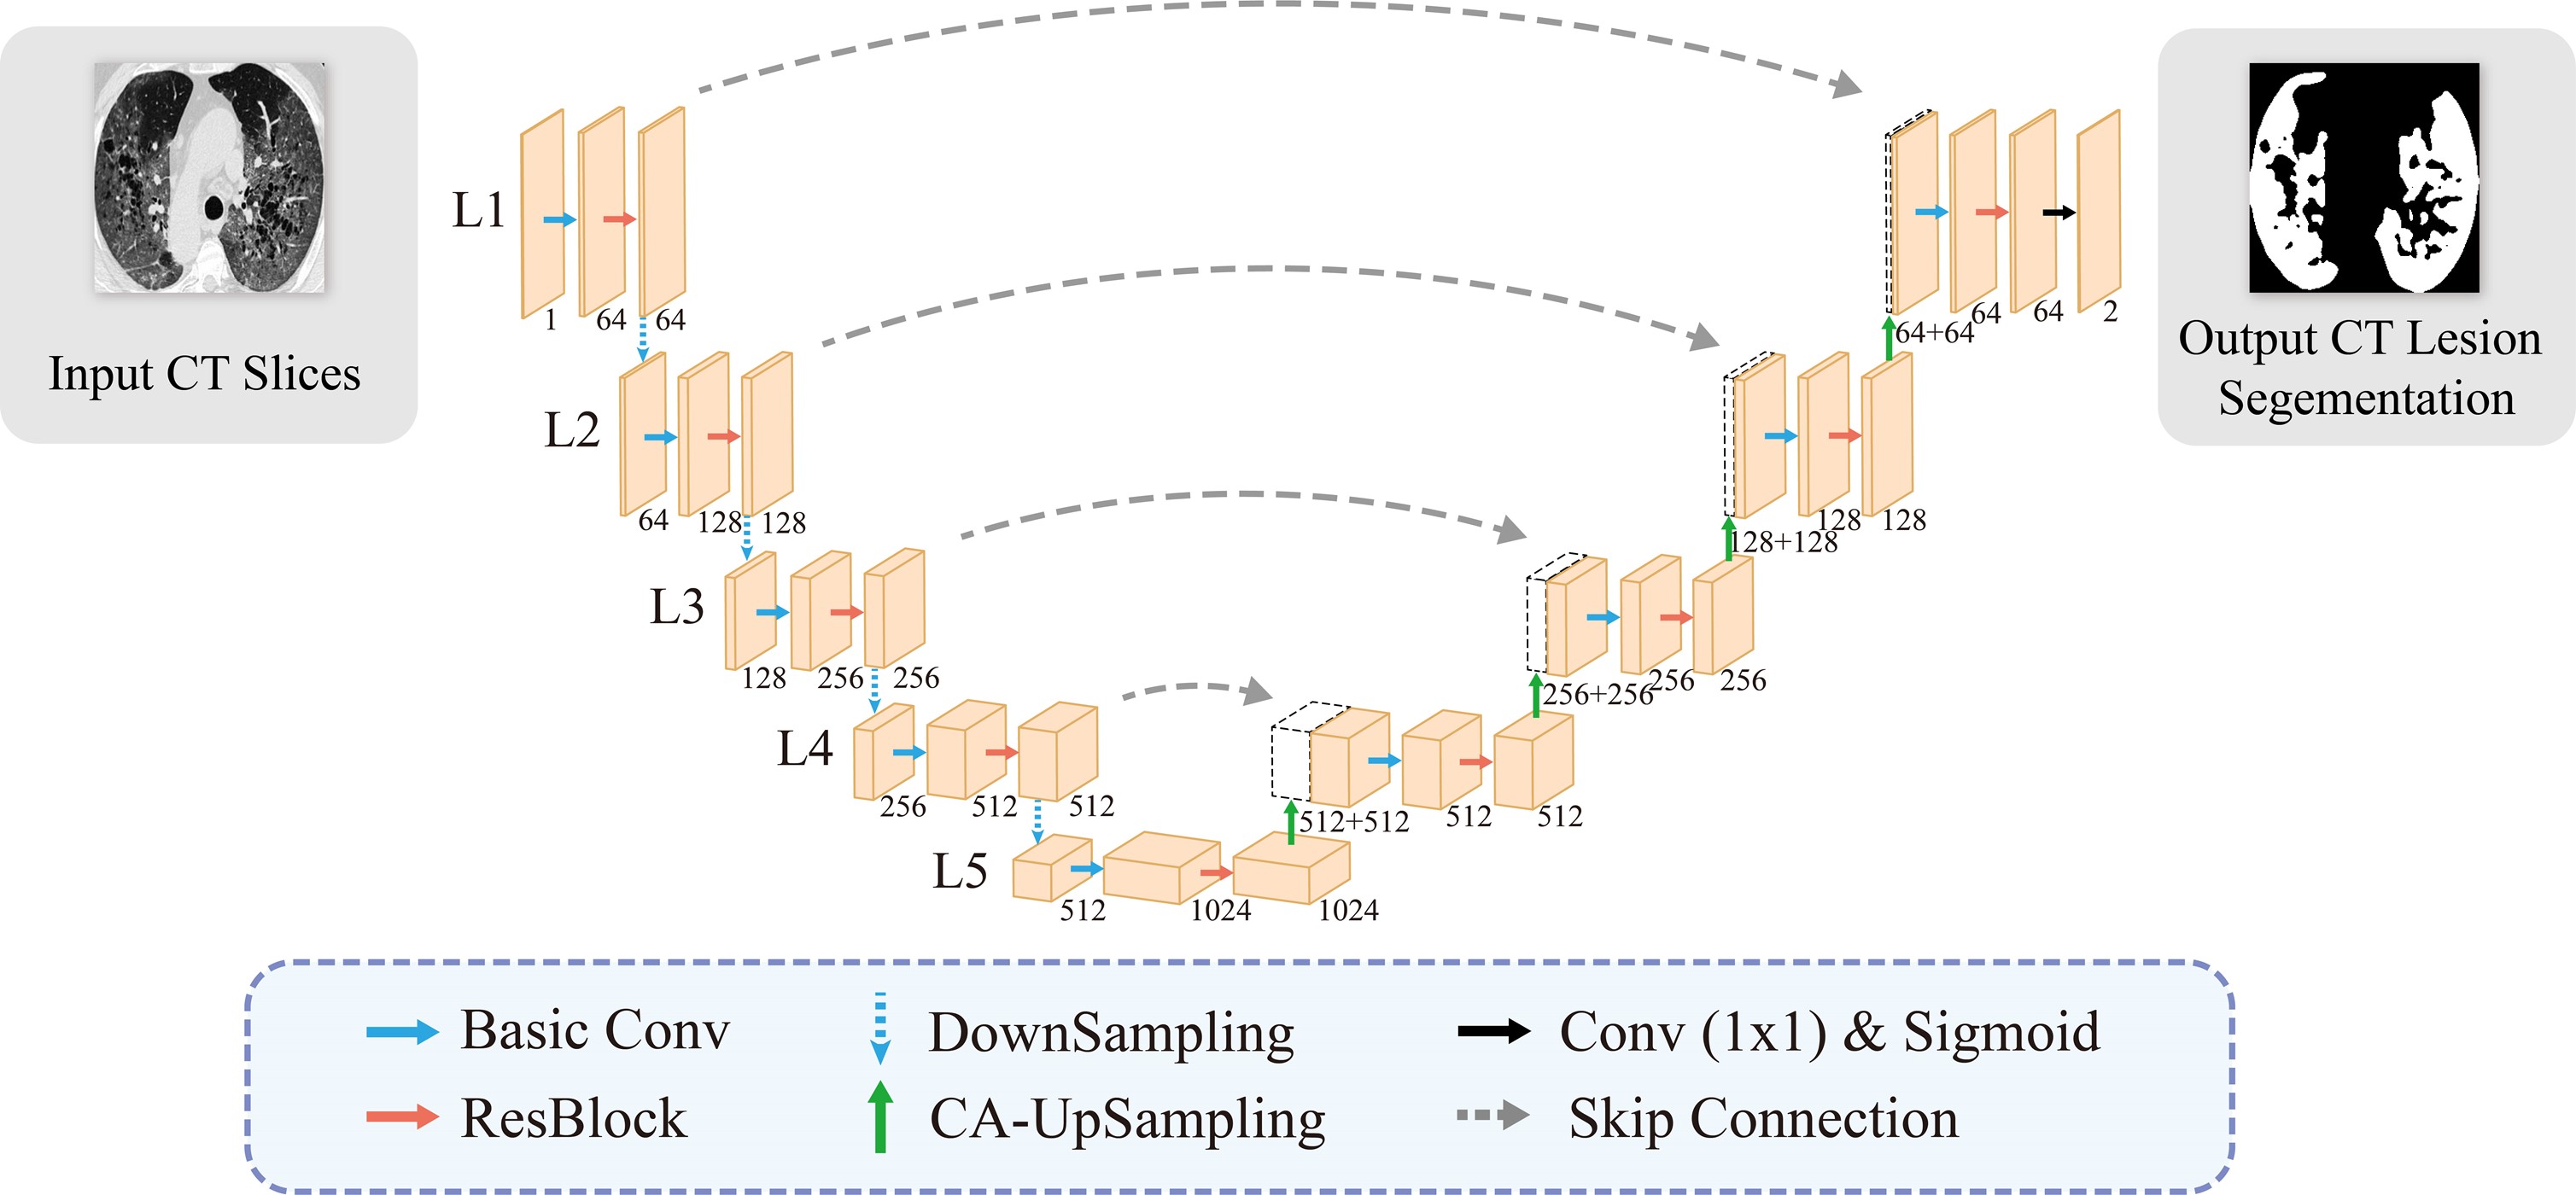 Input CT Slices
L1
1 64 64
L2
64 128 128
L3
128 256 256
L4
256 512 512
L5
512 1024 1024
512+512 512 512
256+256 256 256
128+128 128 128
64+64 64 64 2
Output CT Lesion
Segementation
Basic Conv
DownSampling
Conv (1x1) & Sigmoid
ResBlock
CA-UpSampling
Skip Connection